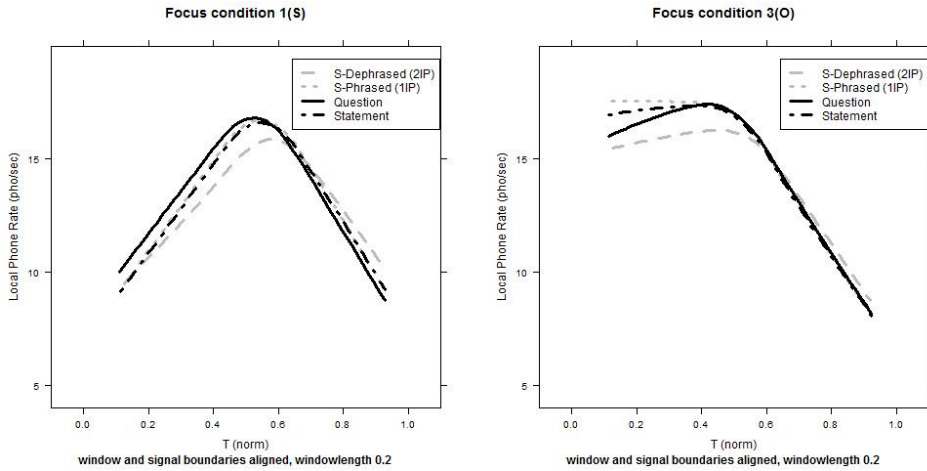 Focus condition 1(S)
S-Dephrased (2IP)
S-Phrased (1IP)
Question
Statement
Local Phone Rate (pho/sec)
15
10
5
0.0 0.2 0.4 0.6 0.8 1.0
T (norm)
window and signal boundaries aligned, windowlength 0.2
Focus condition 3(O)
S-Dephrased (2IP)
S-Phrased (1IP)
Question
Statement
Local Phone Rate (pho/sec)
15
10
5
0.0 0.2 0.4 0.6 0.8 1.0
T (norm)
window and signal boundaries aligned, windowlength 0.2